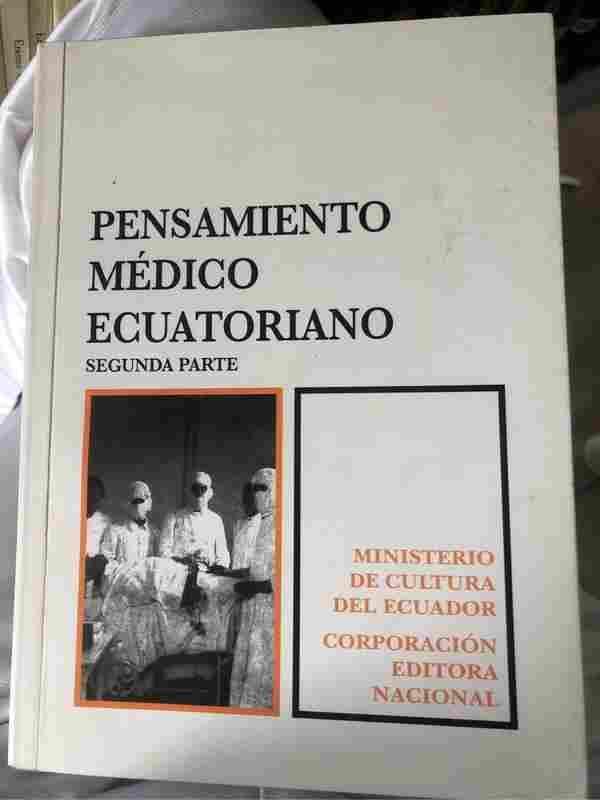 PENSAMIENTO
MÉDICO
ECUATORIANO
SEGUNDA PARTE
MINISTERIO
DE CULTURA
DEL ECUADOR
CORPORACIÓN
EDITORA
NACIONAL